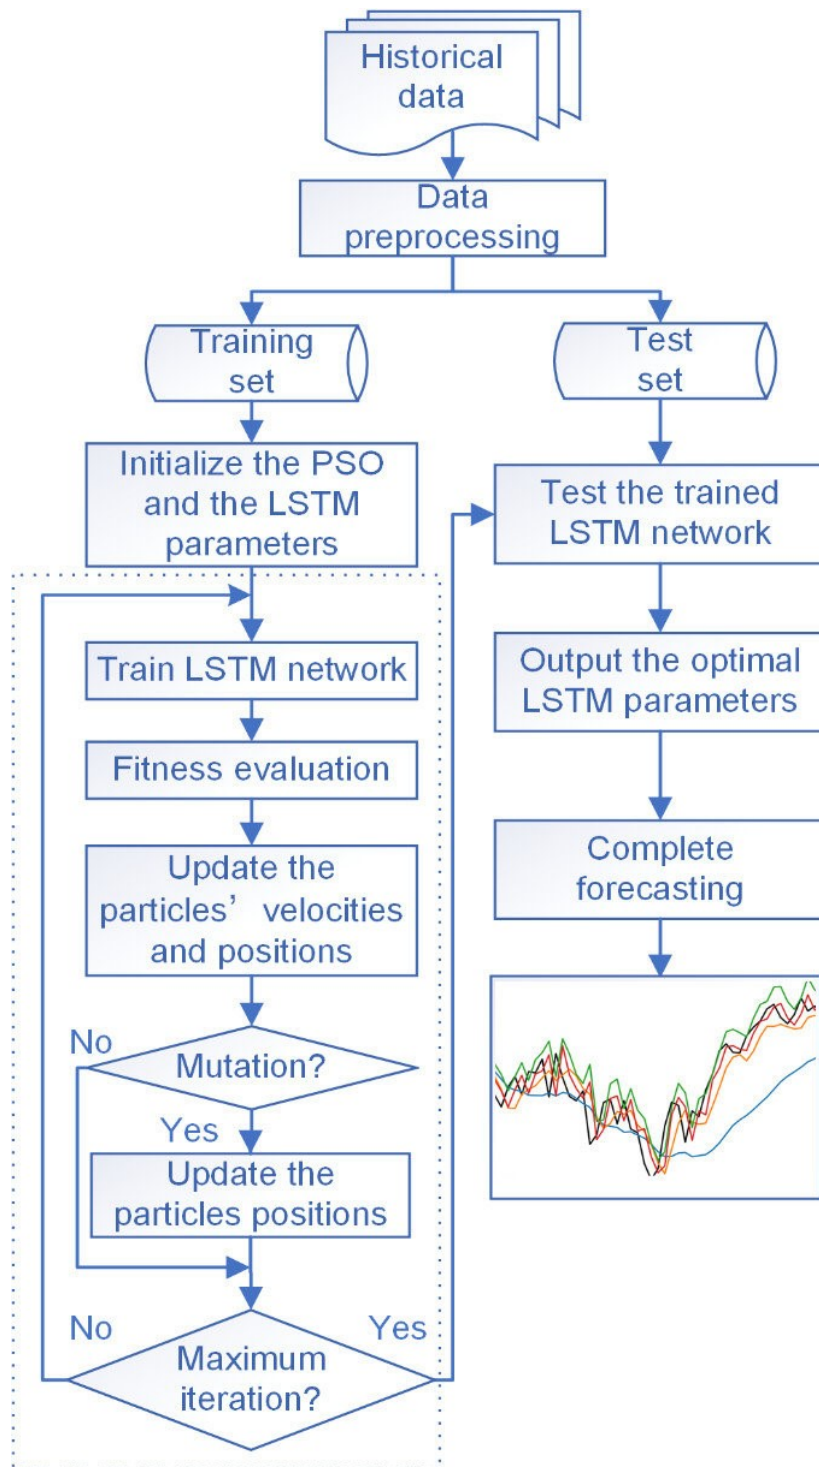 Historical
data
Data
preprocessing
Training
set
Test
set
Initialize the PSO
and the LSTM
parameters
Test the trained
LSTM network
Train LSTM network
Output the optimal
LSTM parameters
Fitness evaluation
Update the
particles’ velocities
and positions
Complete
forecasting
No
Mutation?
Yes
Update the
particles positions
No
Yes
Maximum
iteration?